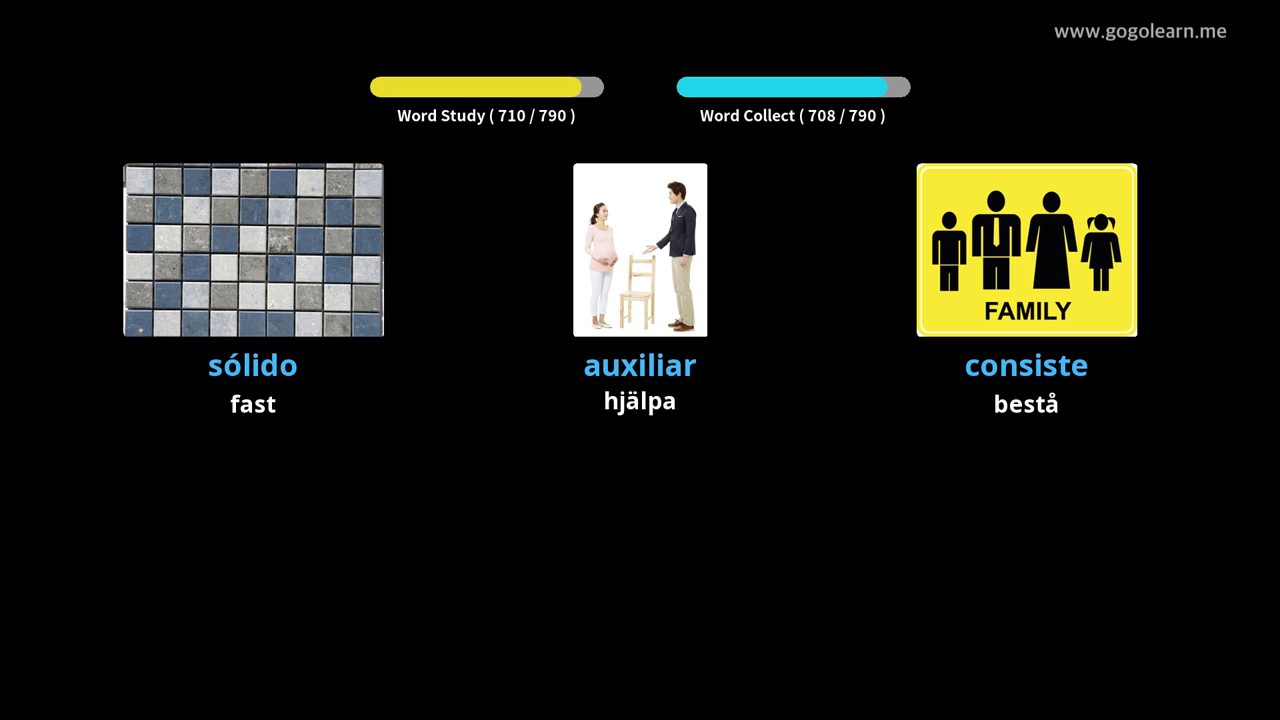 www.gogolearn.me
Word Study ( 710 / 790 )
Word Collect ( 708 / 790 )
FAMILY
sólido
auxiliar
consiste
fast
hjälpa
bestå